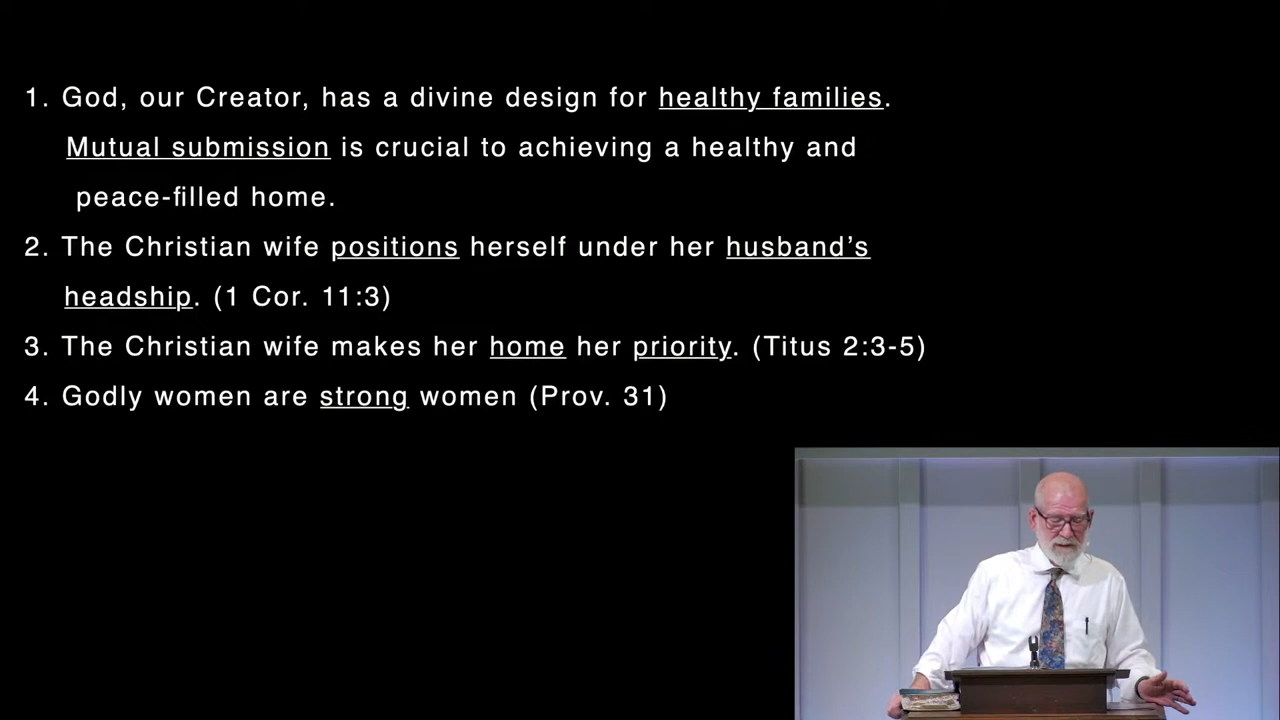 1. God, our Creator, has a divine design for healthy families.
Mutual submission is crucial to achieving a healthy and
peace-filled home.
2. The Christian wife positions herself under her husband’s
headship. (1 Cor. 11:3)
3. The Christian wife makes her home her priority. (Titus 2:3-5)
4. Godly women are strong women (Prov. 31)